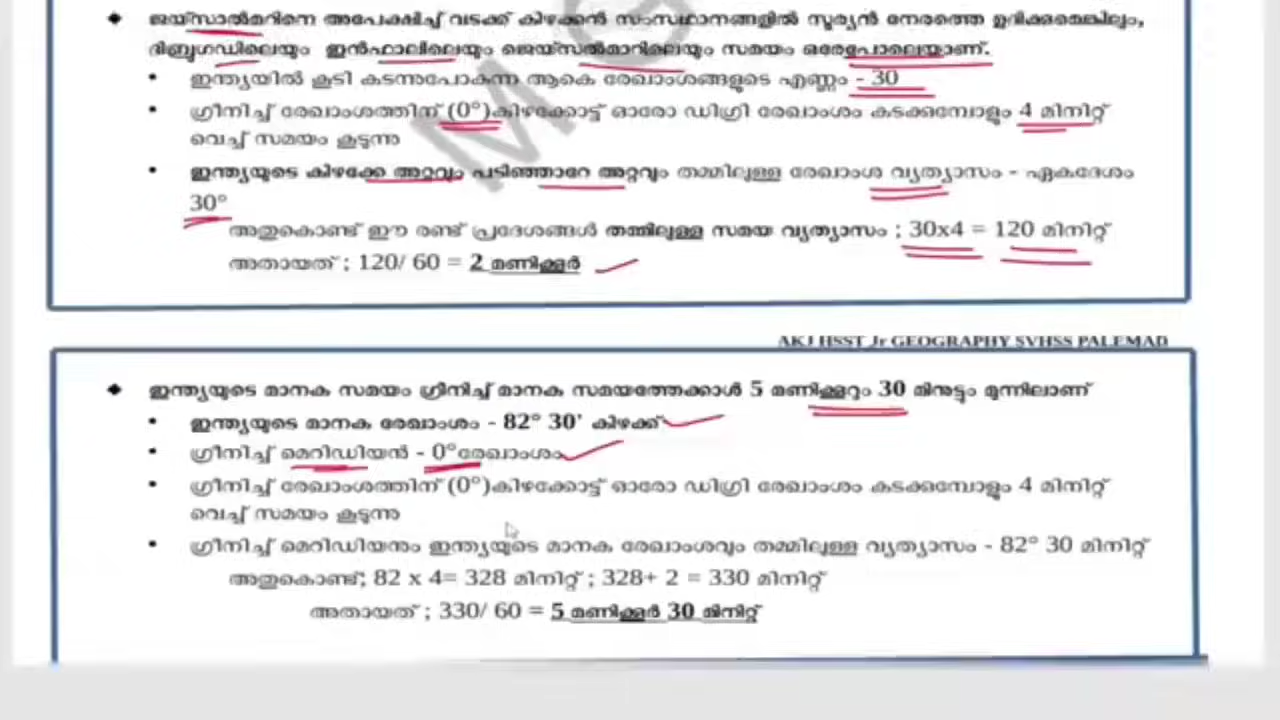 ജയ്സാൽമറിനെ അപേക്ഷിച്ച് വടക്ക് കിഴക്കൻ സംസ്ഥാനങ്ങളിൽ സൂര്യൻ നേരത്തെ ഉദിക്കുമെങ്കിലും,
ദിബ്രുഗഡിലെയും ഇൻഫാലിലെയും ജെയ്സൽമാറിലെയും സമയം ഒരേപോലെയാണ്.
ഇന്ത്യയിൽ കൂടി കടന്നുപോകുന്ന ആകെ രേഖാംശങ്ങളുടെ എണ്ണം - 30
ഗ്രീനിച്ച് രേഖാംശത്തിന് (0°)കിഴക്കോട്ട് ഓരോ ഡിഗ്രി രേഖാംശം കടക്കുമ്പോളും 4 മിനിറ്റ്
വെച്ച് സമയം കൂടുന്നു
ഇന്ത്യയുടെ കിഴക്കേ അറ്റവും പടിഞ്ഞാറേ അറ്റവും തമ്മിലുള്ള രേഖാംശ വ്യത്യാസം - ഏകദേശം
30°
അതുകൊണ്ട് ഈ രണ്ട് പ്രദേശങ്ങൾ തമ്മിലുള്ള സമയ വ്യത്യാസം ; 30x4 = 120 മിനിറ്റ്
അതായത് ; 120/ 60 = 2 മണിക്കൂർ
AKJ HSST Jr GEOGRAPHY SVHSS PALEMAD
ഇന്ത്യയുടെ മാനക സമയം ഗ്രീനിച്ച് മാനക സമയത്തേക്കാൾ 5 മണിക്കൂറും 30 മിനുട്ടും മുന്നിലാണ്
ഇന്ത്യയുടെ മാനക രേഖാംശം - 82° 30' കിഴക്ക്
ഗ്രീനിച്ച് മെറിഡിയൻ - 0°രേഖാംശം
ഗ്രീനിച്ച് രേഖാംശത്തിന് (0°)കിഴക്കോട്ട് ഓരോ ഡിഗ്രി രേഖാംശം കടക്കുമ്പോളും 4 മിനിറ്റ്
വെച്ച് സമയം കൂടുന്നു
ഗ്രീനിച്ച് മെറിഡിയനും ഇന്ത്യയുടെ മാനക രേഖാംശവും തമ്മിലുള്ള വ്യത്യാസം - 82° 30 മിനിറ്റ്
അതുകൊണ്ട്; 82 x 4= 328 മിനിറ്റ് ; 328+ 2 = 330 മിനിറ്റ്
അതായത് ; 330/ 60 = 5 മണിക്കൂർ 30 മിനിറ്റ്